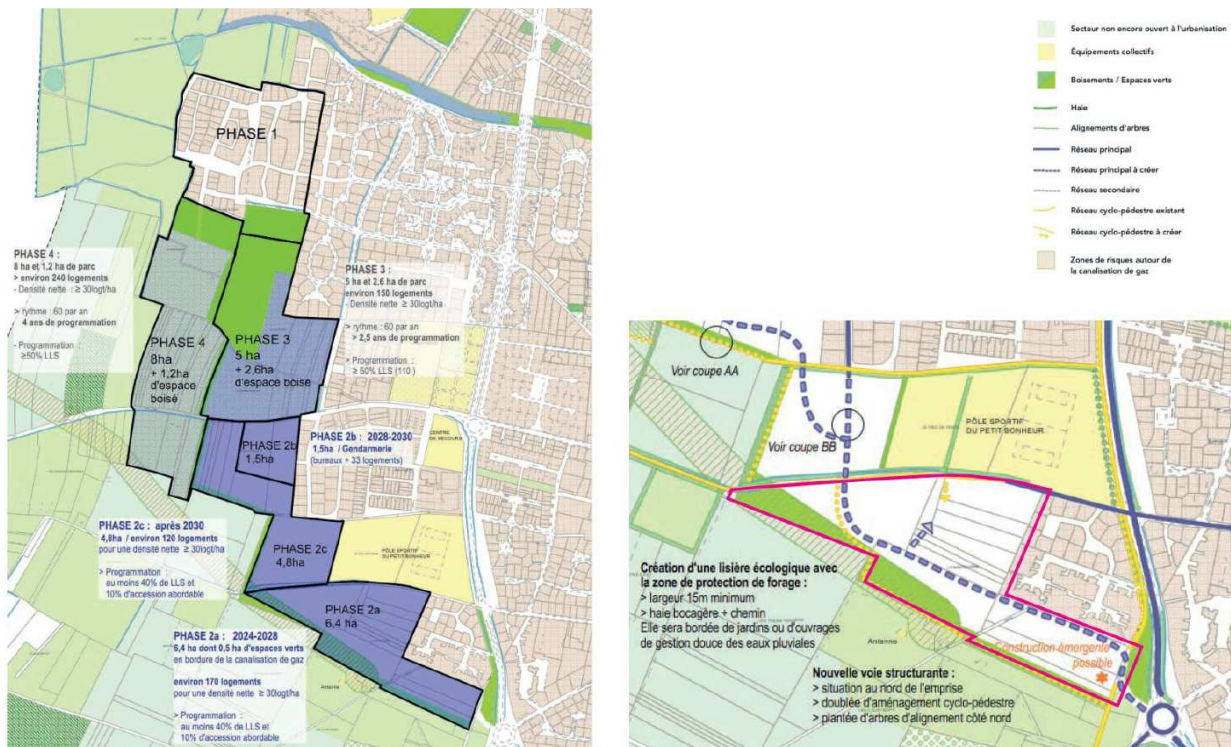 PHASE 1
PHASE 4 :
8 ha et 1,2 ha de parc
> environ 240 logements
- Densité nette : ≥ 30logt/ha
> rythme : 60 par an
4 ans de programmation
- Programmation :
≥50% LLS
PHASE 3 :
5 ha et 2,6 ha de parc
environ 150 logements
- Densité nette ≥ 30logt/ha
> rythme : 60 par an
> 2,5 ans de programmation
> Programmation :
≥ 50% LLS (110 )
PHASE 4
8ha
+ 1,2ha
d'espace
boisé
PHASE 3
5 ha
+ 2,6ha
d'espace boisé
PHASE 2b
1.5ha
PHASE 2b : 2028-2030
1,5ha / Gendarmerie
(bureaux + 33 logements)
CENTRE
DE SECOURS
PHASE 2c : après 2030
4,8ha / environ 120 logements
pour une densité nette ≥ 30logt/ha
> Programmation :
au moins 40% de LLS et
10% d'accession abordable
PHASE 2c
4,8ha
PÔLE SPORTIF
DU PETIT BONHEUR
PHASE 2a
6,4 ha
PHASE 2a : 2024-2028
6,4 ha dont 0.5 ha d'espaces verts
en bordure de la canalisation de gaz
environ 170 logements
pour une densité nette ≥ 30logt/ha
> Programmation :
au moins 40% de LLS et
10% d'accession abordable
Antenne
Secteur non encore ouvert à l'urbanisation
Équipements collectifs
Boisements / Espaces verts
Haie
Alignements d'arbres
Réseau principal
Réseau principal à créer
Réseau secondaire
Réseau cyclo-pédestre existant
Réseau cyclo-pédestre à créer
Zones de risques autour de
la canalisation de gaz
Voir coupe AA
Voir coupe BB
PÔLE SPORTIF
DU PETIT BONHEUR
Création d'une lisière écologique avec
la zone de protection de forage :
> largeur 15m minimum
> haie bocagère + chemin
Elle sera bordée de jardins ou d'ouvrages
de gestion douce des eaux pluviales
Antenne
Construction émergente
possible
Nouvelle voie structurante :
> situation au nord de l'emprise
> doublée d'aménagement cyclo-pédestre
> plantée d'arbres d'alignement côté nord